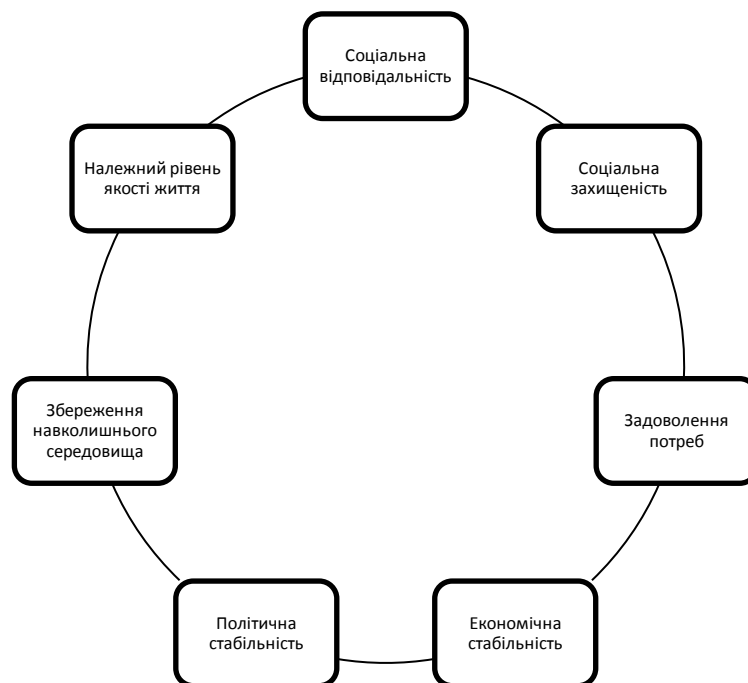 Соціальна
відповідальність
Соціальна
захищеність
Задоволення
потреб
Економічна
стабільність
Політична
стабільність
Збереження
навколишнього
середовища
Належний рівень
якості життя